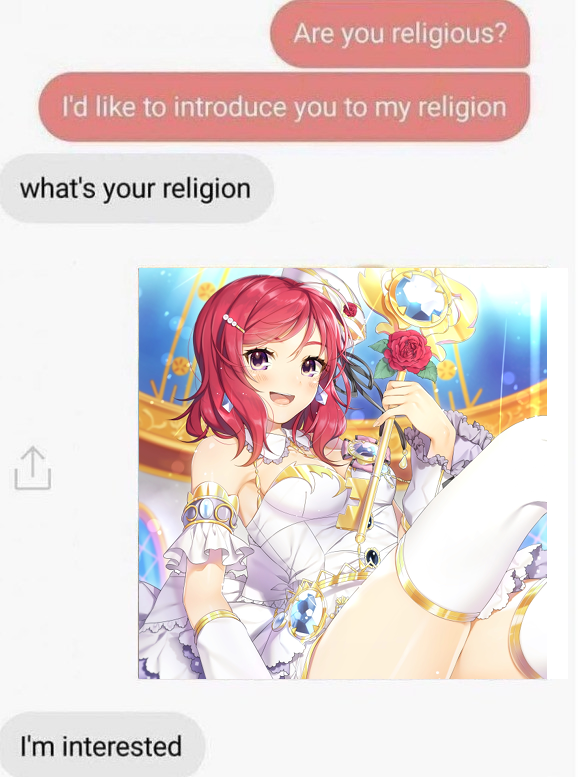 Are you religious?
I'd like to introduce you to my religion
what's your religion
I'm interested